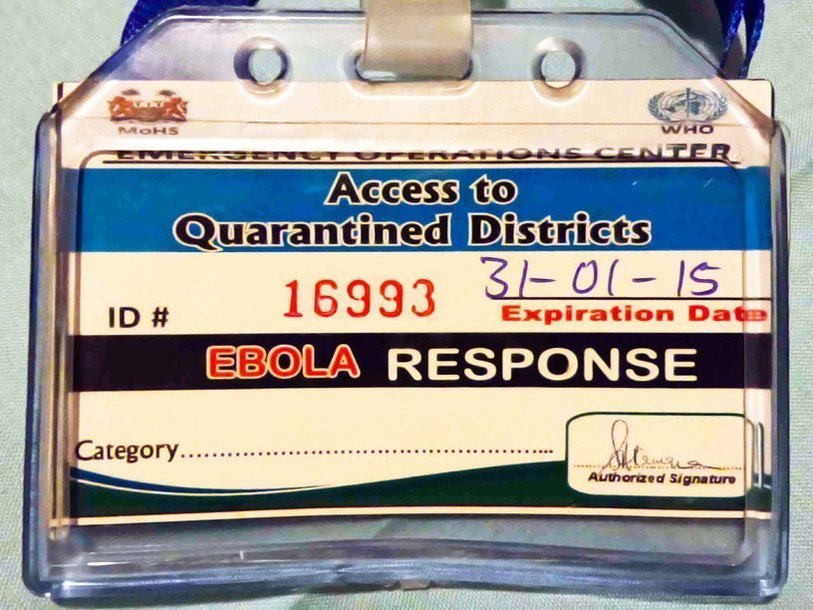 MoHS
WHO
EMERGENCY OPERATIONS CENTER
Access to
Quarantined Districts
31-01-15
ID # 16993
Expiration Date
EBOLA RESPONSE
Category........................................................
Authorized Signature